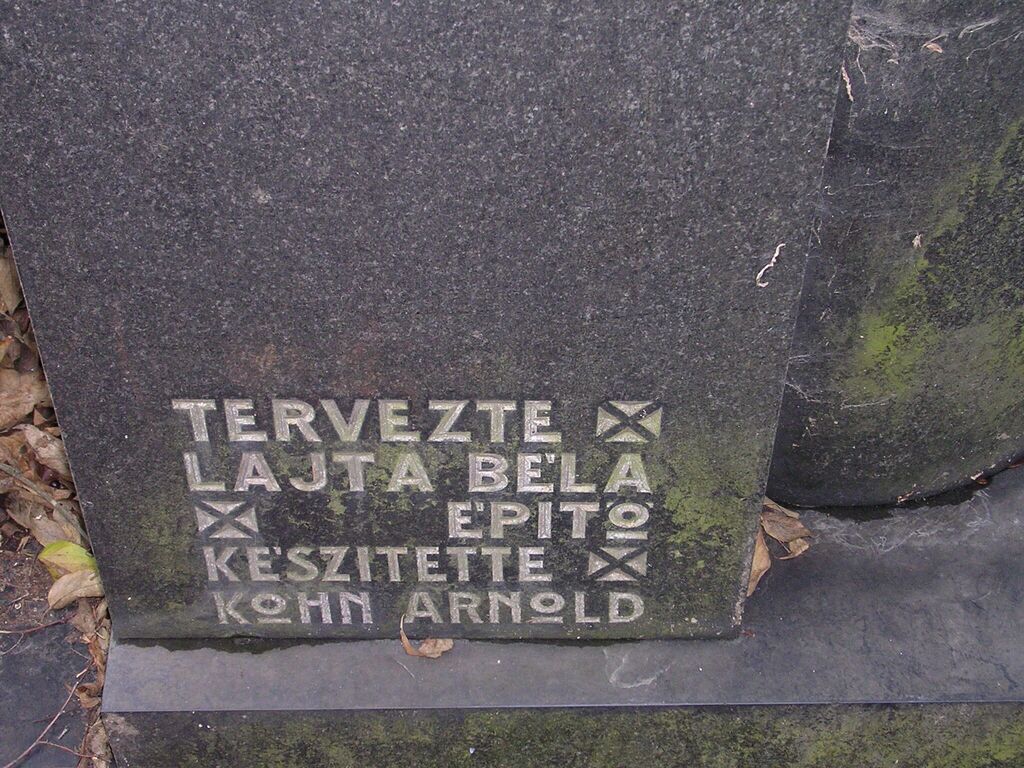 TERVEZTE
LAJTA BÉLA
ÉPITŐ
KÉSZITETTE
KOHN ARNOLD